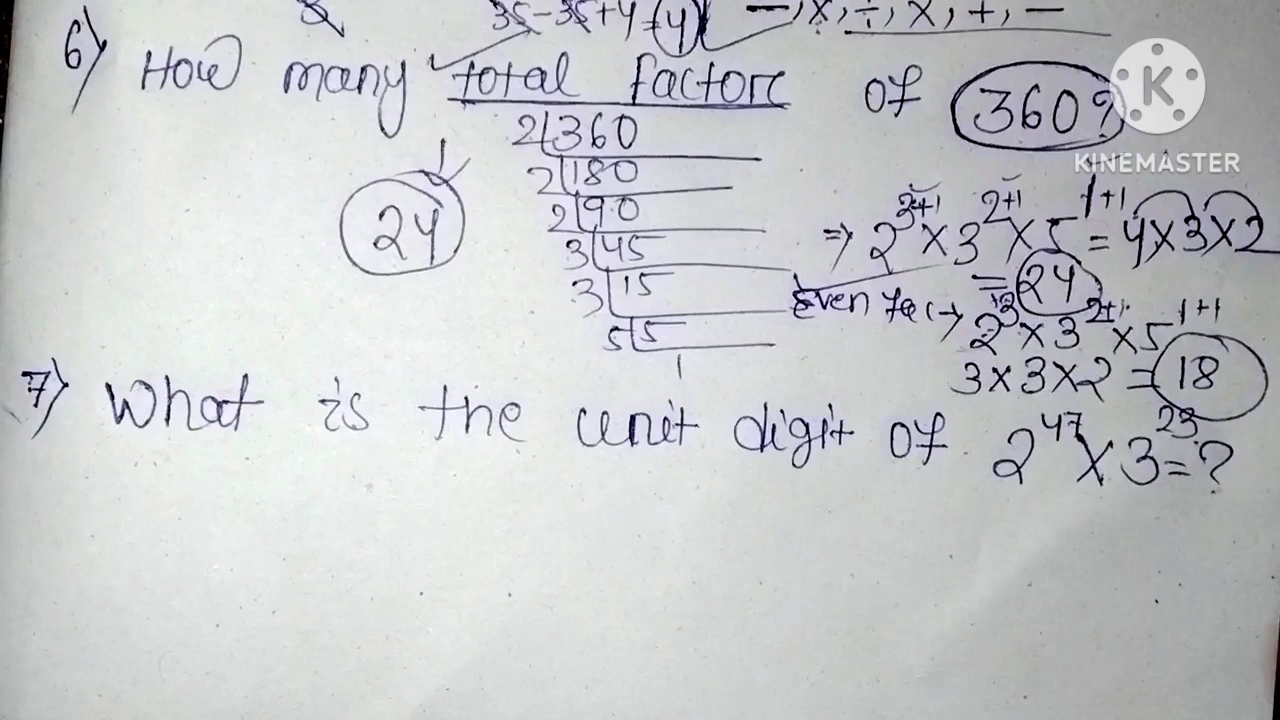 35-35+4=4 -, x, ÷, x, +, -
6) How many total factors of 360?
KINEMASTER
2 360
2 180
2 90
3 45
3 15
5 5
1
24
⇒ 2^3+1 x 3^2+1 x 5^1+1 = 4x3x2
= 24
Even Fac → 2^3 x 3^2+1 x 5^1+1
3x3x2 = 18
7) What is the unit digit of 2^47 x 3^23 = ?